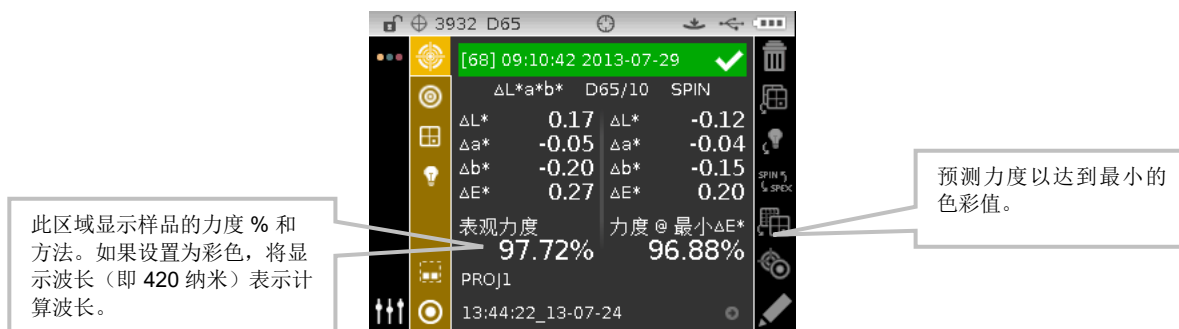 3932 D65
[68] 09:10:42 2013-07-29
ΔL*a*b* D65/10 SPIN
ΔL* 0.17 ΔL* -0.12
Δa* -0.05 Δa* -0.04
Δb* -0.20 Δb* -0.15
ΔE* 0.27 ΔE* 0.20
表观力度 力度 @ 最小ΔE*
97.72% 96.88%
PROJ1
13:44:22_13-07-24
SPIN
SPEX
此区域显示样品的力度 % 和
方法。如果设置为彩色，将显
示波长（即 420 纳米）表示计
算波长。
预测力度以达到最小的
色彩值。